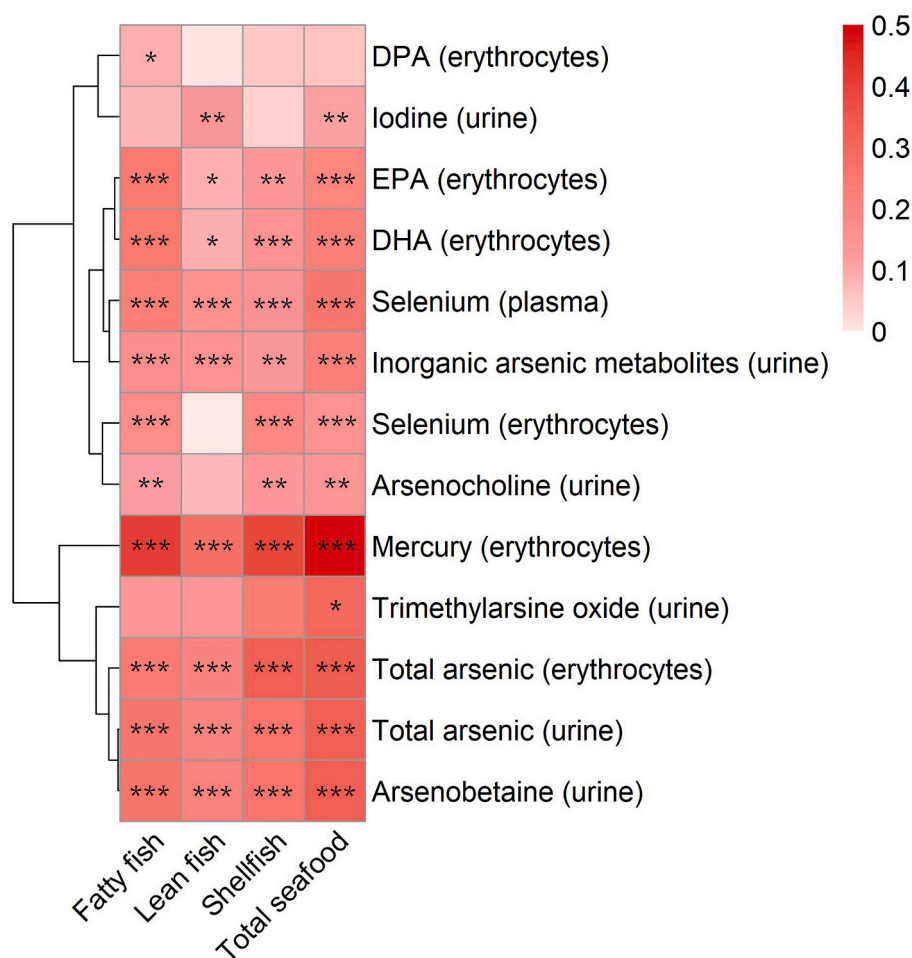 0.5
0.4
0.3
0.2
0.1
0
* DPA (erythrocytes)
** ** Iodine (urine)
*** * ** *** EPA (erythrocytes)
*** * *** *** DHA (erythrocytes)
*** *** *** *** Selenium (plasma)
*** *** ** *** Inorganic arsenic metabolites (urine)
*** *** *** Selenium (erythrocytes)
** ** ** Arsenocholine (urine)
*** *** *** *** Mercury (erythrocytes)
* Trimethylarsine oxide (urine)
*** *** *** *** Total arsenic (erythrocytes)
*** *** *** *** Total arsenic (urine)
*** *** *** *** Arsenobetaine (urine)
Fatty fish
Lean fish
Shellfish
Total seafood